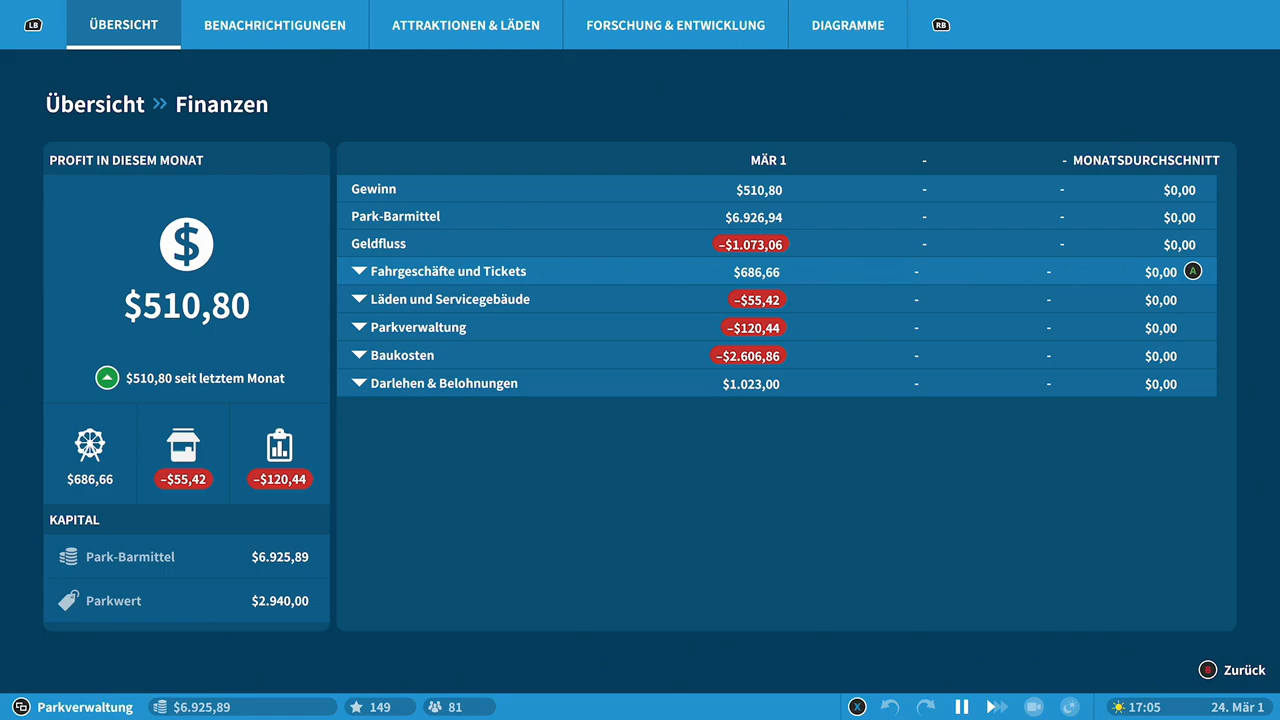 LB ÜBERSICHT BENACHRICHTIGUNGEN ATTRAKTIONEN & LÄDEN FORSCHUNG & ENTWICKLUNG DIAGRAMME RB
Übersicht » Finanzen
PROFIT IN DIESEM MONAT
$
$510,80
$510,80 seit letztem Monat
$686,66 –$55,42 –$120,44
KAPITAL
Park-Barmittel $6.925,89
Parkwert $2.940,00
MÄR 1 - - MONATSDURCHSCHNITT
Gewinn $510,80 - - $0,00
Park-Barmittel $6.926,94 - - $0,00
Geldfluss –$1.073,06 - - $0,00
Fahrgeschäfte und Tickets $686,66 - - $0,00 A
Läden und Servicegebäude –$55,42 - - $0,00
Parkverwaltung –$120,44 - - $0,00
Baukosten –$2.606,86 - - $0,00
Darlehen & Belohnungen $1.023,00 - - $0,00
B Zurück
Parkverwaltung $6.925,89 149 81 X 17:05 24. Mär 1